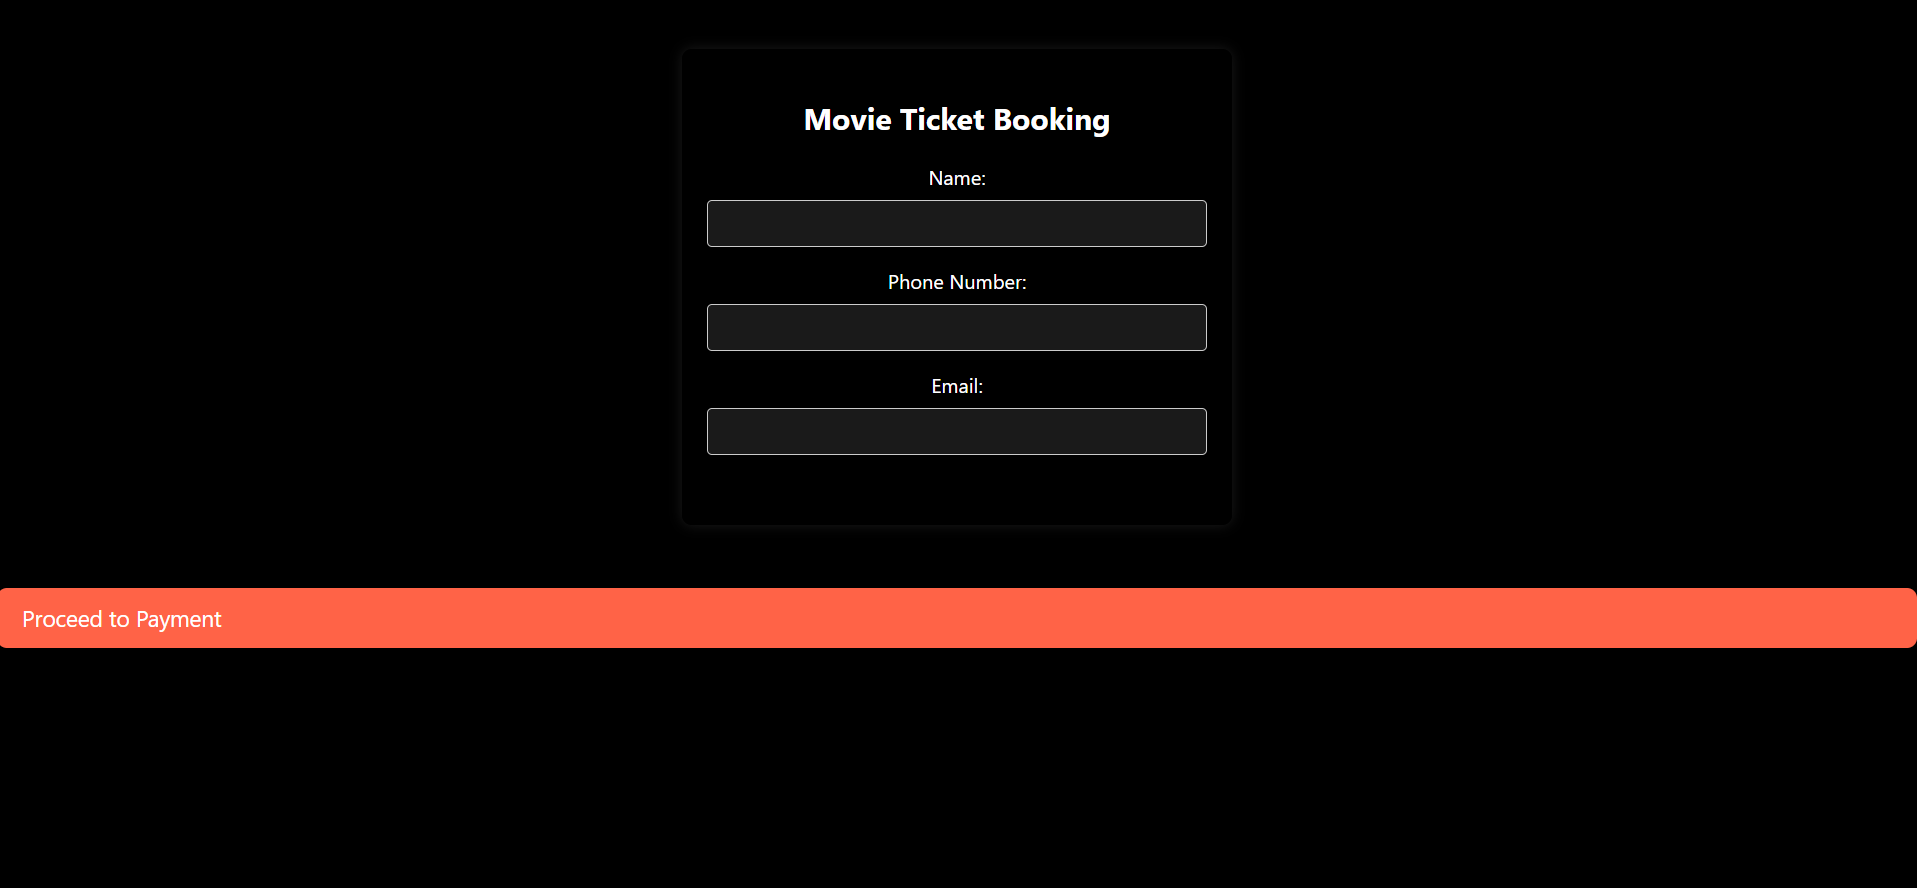 Movie Ticket Booking
Name:
Phone Number:
Email:
Proceed to Payment